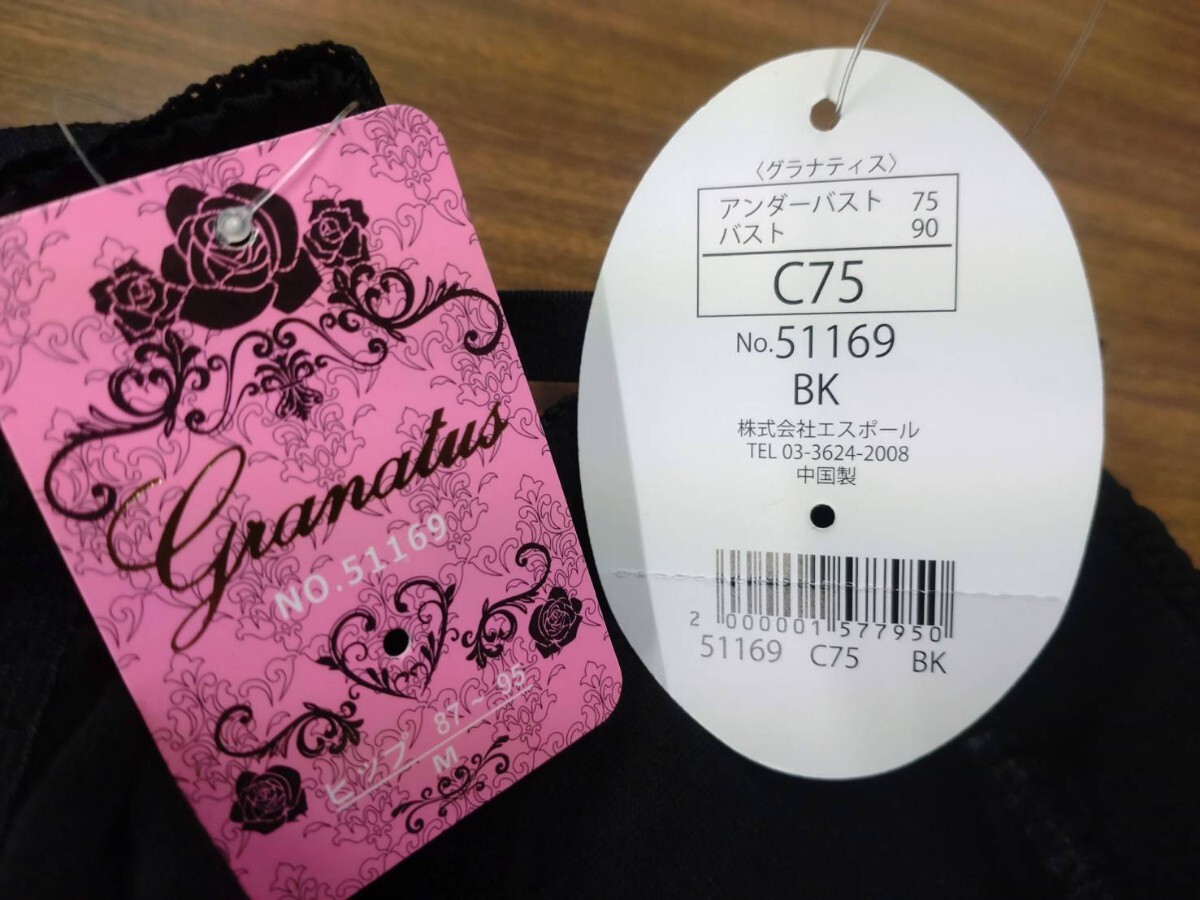 Granatus
NO.51169
ヒップ 87～95
M
〈グラナティス〉
アンダーバスト 75
バスト 90
C75
No.51169
BK
株式会社エスポール
TEL 03-3624-2008
中国製
2 000001 577950
51169 C75 BK